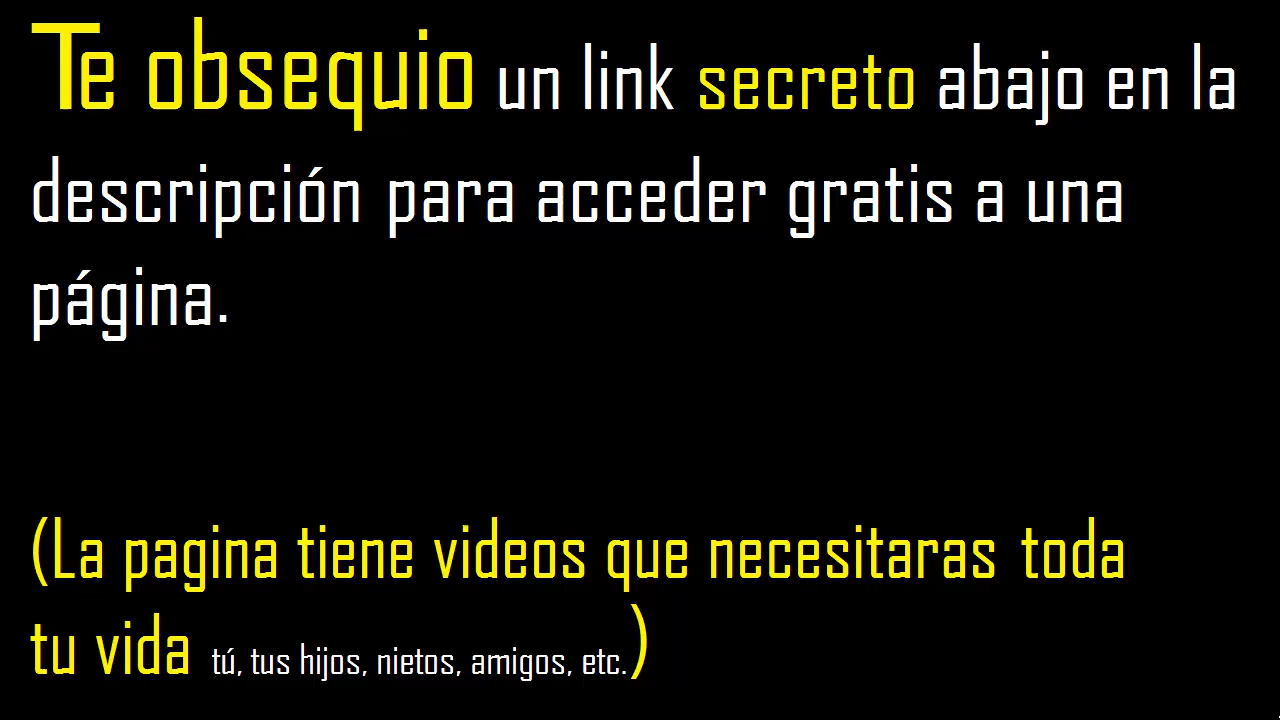 Te obsequio un link secreto abajo en la
descripción para acceder gratis a una
página.
(La pagina tiene videos que necesitaras toda
tu vida tú, tus hijos, nietos, amigos, etc.)